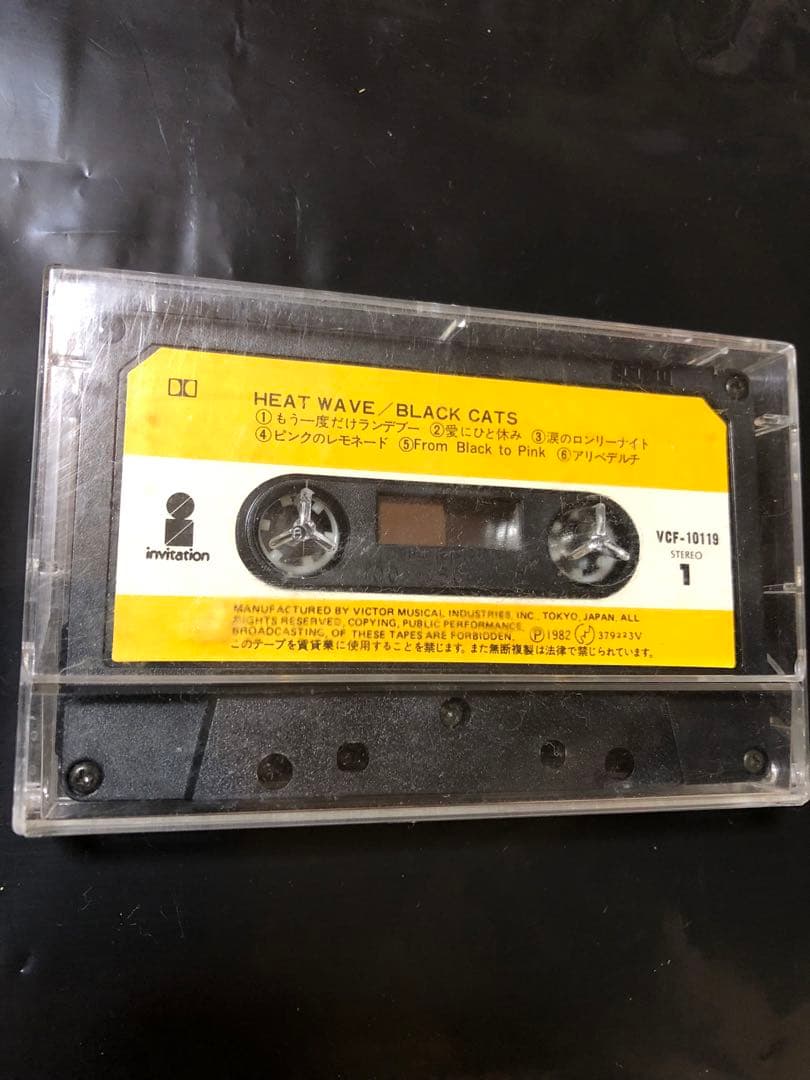 HEAT WAVE/BLACK CATS
①もう一度だけランデブー ②愛にひと休み ③涙のロンリーナイト
④ピンクのレモネード ⑤From Black to Pink ⑥アリベデルチ
invitation
VCF-10119
STEREO
1
MANUFACTURED BY VICTOR MUSICAL INDUSTRIES, INC., TOKYO, JAPAN. ALL
RIGHTS RESERVED, COPYING, PUBLIC PERFORMANCE,
BROADCASTING, OF THESE TAPES ARE FORBIDDEN. Ⓟ1982 379223V
このテープを賃貸業に使用することを禁じます。また無断複製は法律で禁じられています。